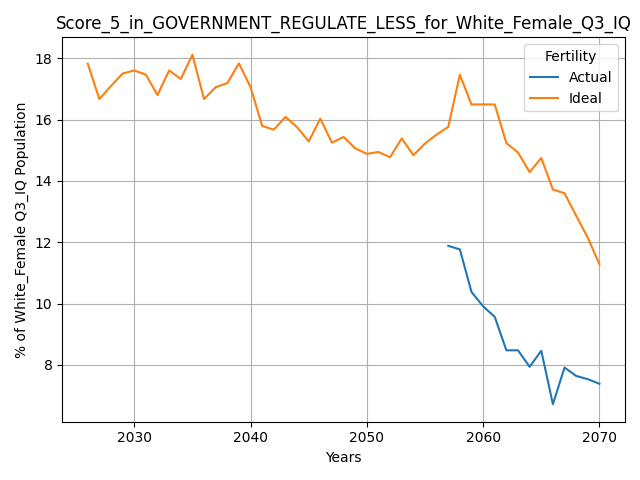 Score_5_in_GOVERNMENT_REGULATE_LESS_for_White_Female_Q3_IQ
Fertility
Actual
Ideal
% of White_Female Q3_IQ Population
18
16
14
12
10
8
2030 2040 2050 2060 2070
Years